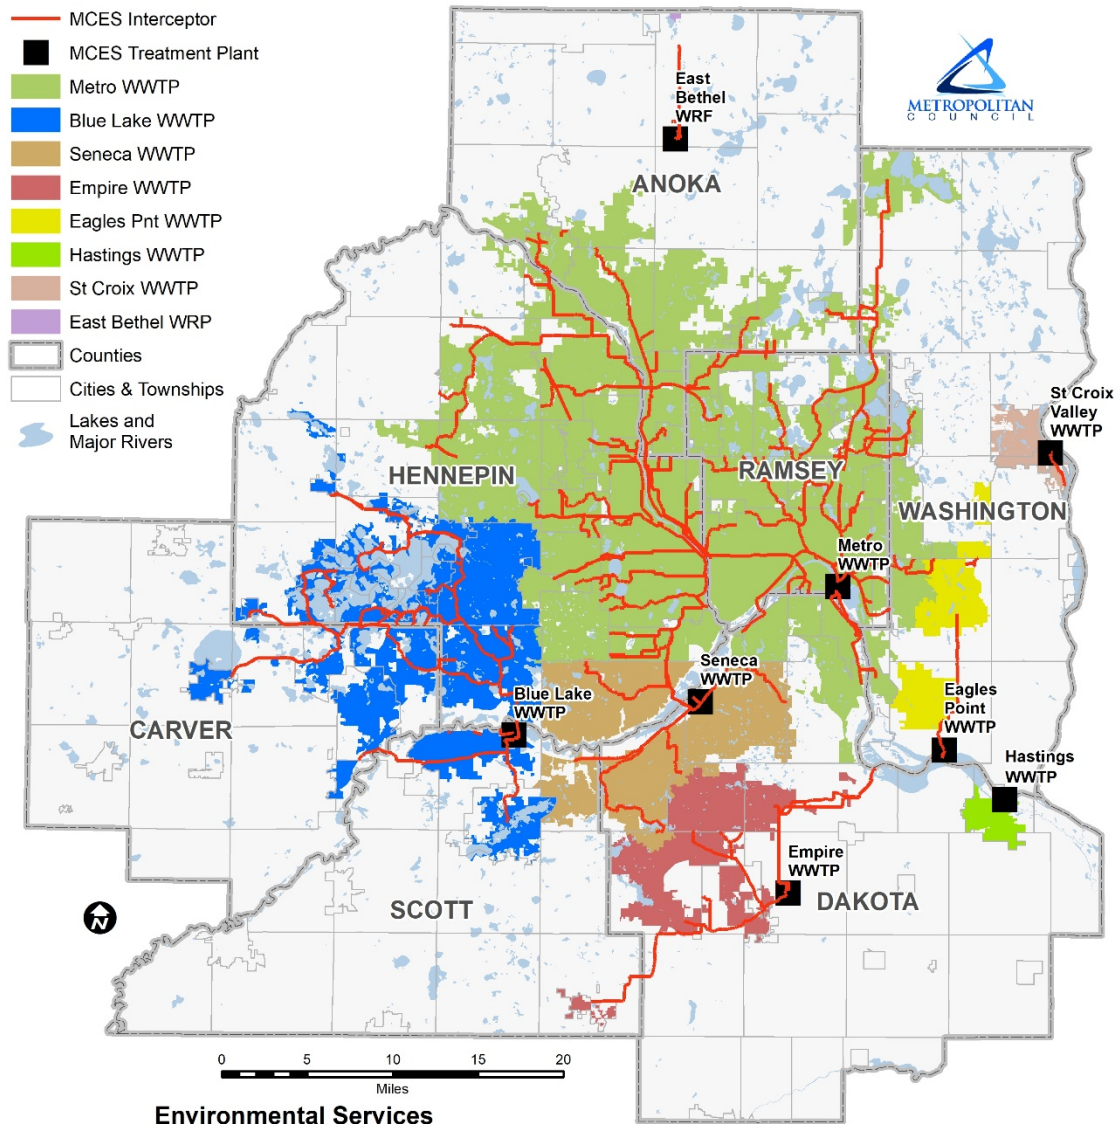 MCES Interceptor
MCES Treatment Plant
Metro WWTP
Blue Lake WWTP
Seneca WWTP
Empire WWTP
Eagles Pnt WWTP
Hastings WWTP
St Croix WWTP
East Bethel WRP
Counties
Cities & Townships
Lakes and
Major Rivers
METROPOLITAN
COUNCIL
East
Bethel
WRF
ANOKA
St Croix
Valley
WWTP
HENNEPIN
RAMSEY
WASHINGTON
Metro
WWTP
Seneca
WWTP
Blue Lake
WWTP
Eagles
Point
WWTP
CARVER
Hastings
WWTP
Empire
WWTP
SCOTT
DAKOTA
N
0 5 10 15 20
Miles
Environmental Services